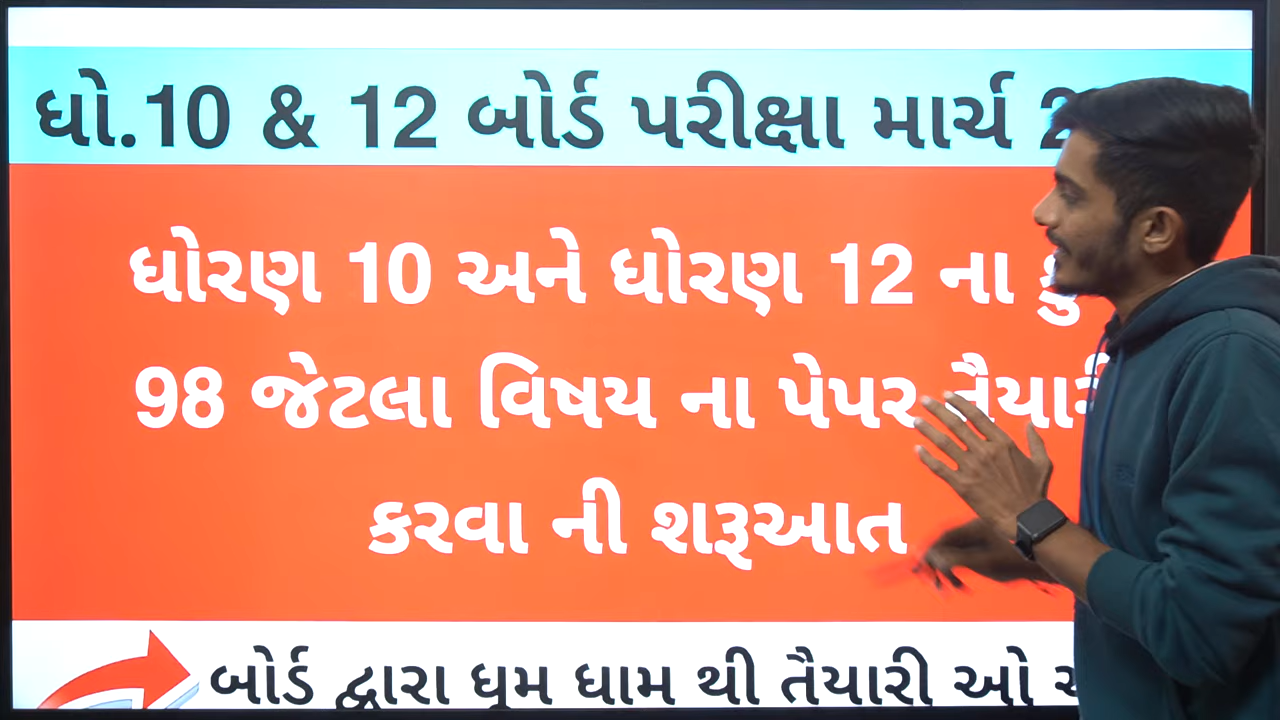 ધો.10 & 12 બોર્ડ પરીક્ષા માર્ચ
ધોરણ 10 અને ધોરણ 12 ના
98 જેટલા વિષય ના પેપર તૈયારી
કરવા ની શરૂઆત
બોર્ડ દ્વારા ધૂમ ધામ થી તૈયારી ઓ